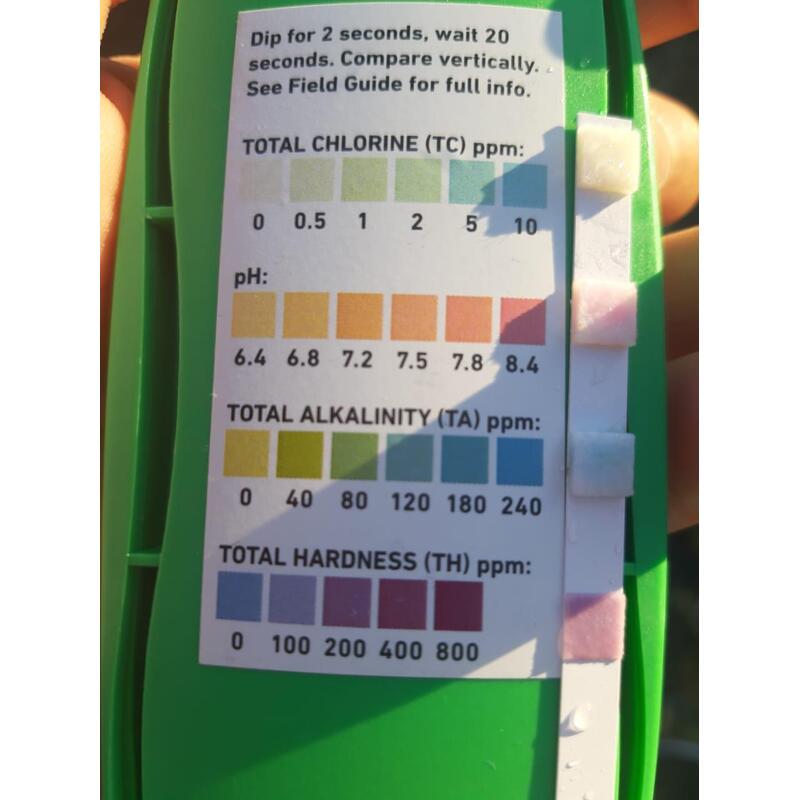 Dip for 2 seconds, wait 20
seconds. Compare vertically.
See Field Guide for full info.
TOTAL CHLORINE (TC) ppm:
0 0.5 1 2 5 10
pH:
6.4 6.8 7.2 7.5 7.8 8.4
TOTAL ALKALINITY (TA) ppm:
0 40 80 120 180 240
TOTAL HARDNESS (TH) ppm:
0 100 200 400 800